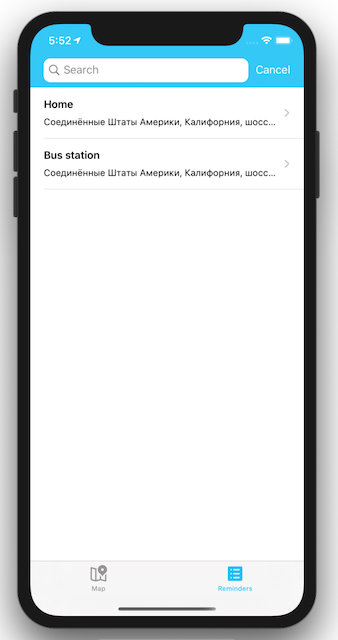 5:52
Search
Cancel
Home
Соединённые Штаты Америки, Калифорния, шосс...
Bus station
Соединённые Штаты Америки, Калифорния, шосс...
Map
Reminders